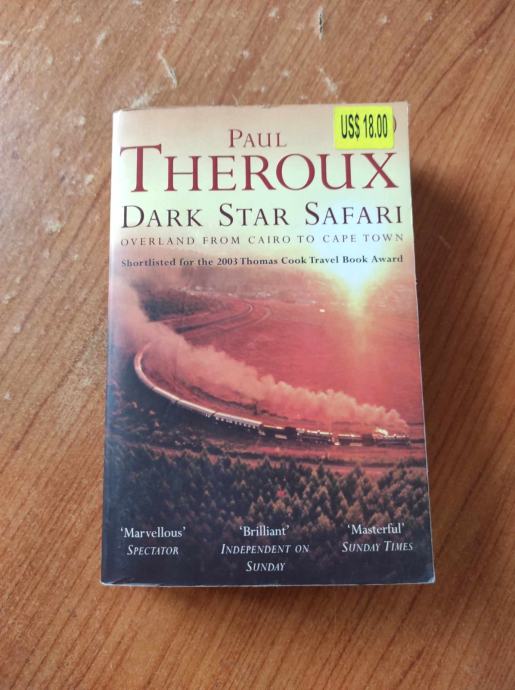 US$ 18.00
PAUL
THEROUX
DARK STAR SAFARI
OVERLAND FROM CAIRO TO CAPE TOWN
Shortlisted for the 2003 Thomas Cook Travel Book Award
‘Marvellous’
SPECTATOR
‘Brilliant’
INDEPENDENT ON
SUNDAY
‘Masterful’
SUNDAY TIMES